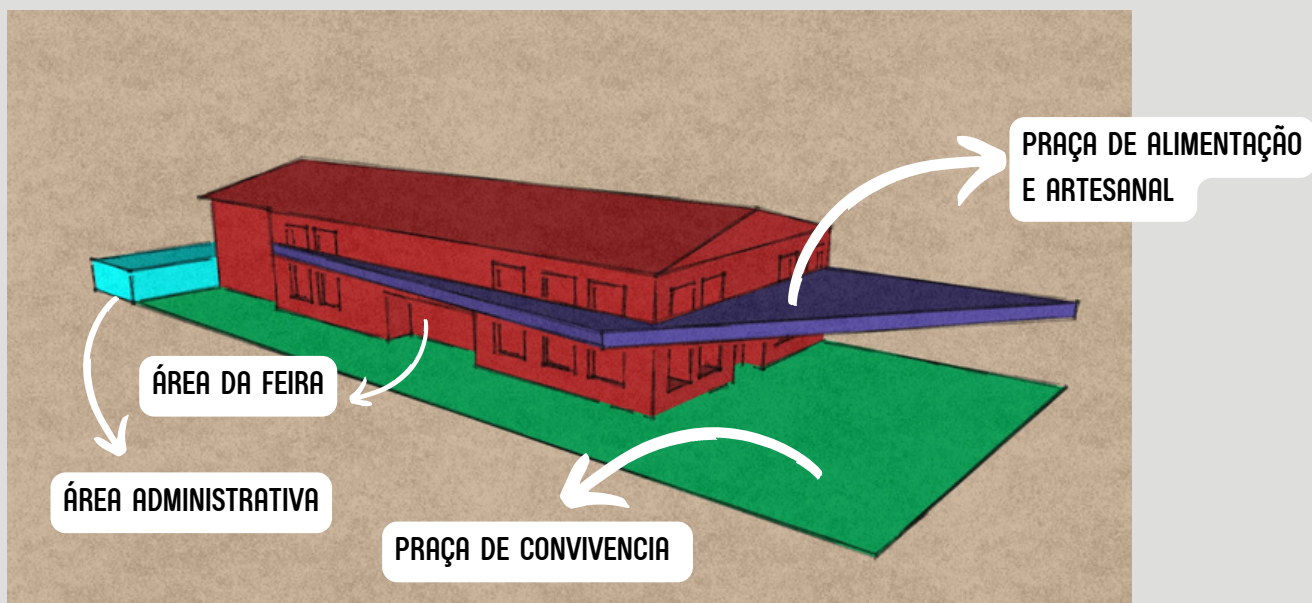 PRAÇA DE ALIMENTAÇÃO
E ARTESANAL
ÁREA DA FEIRA
ÁREA ADMINISTRATIVA
PRAÇA DE CONVIVENCIA